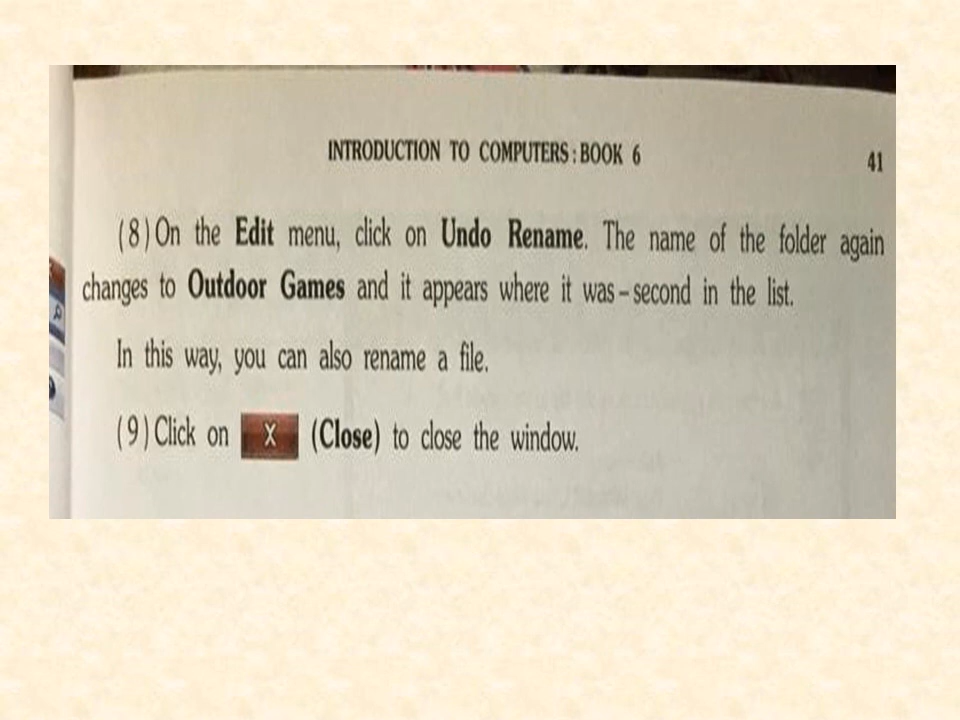 INTRODUCTION TO COMPUTERS : BOOK 6
41
(8) On the Edit menu, click on Undo Rename. The name of the folder again
changes to Outdoor Games and it appears where it was – second in the list.
In this way, you can also rename a file.
(9) Click on X (Close) to close the window.